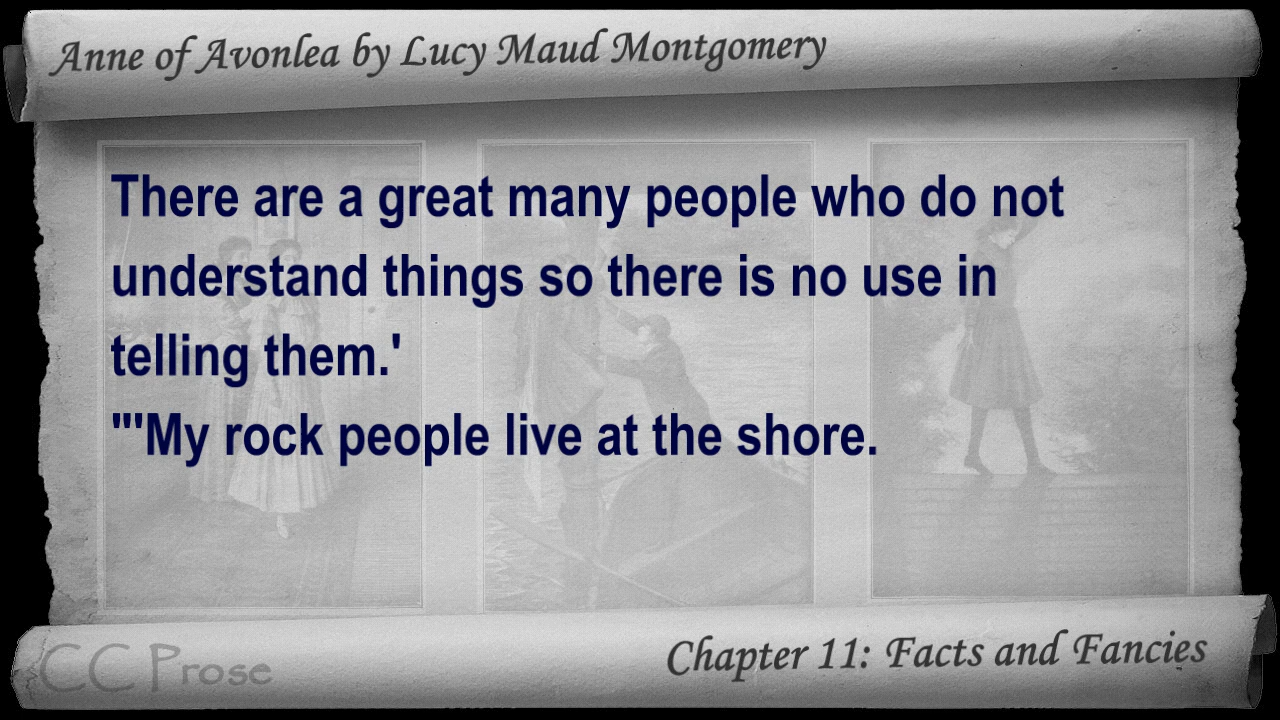 Anne of Avonlea by Lucy Maud Montgomery
There are a great many people who do not
understand things so there is no use in
telling them.'
"'My rock people live at the shore.
CC Prose
Chapter 11: Facts and Fancies